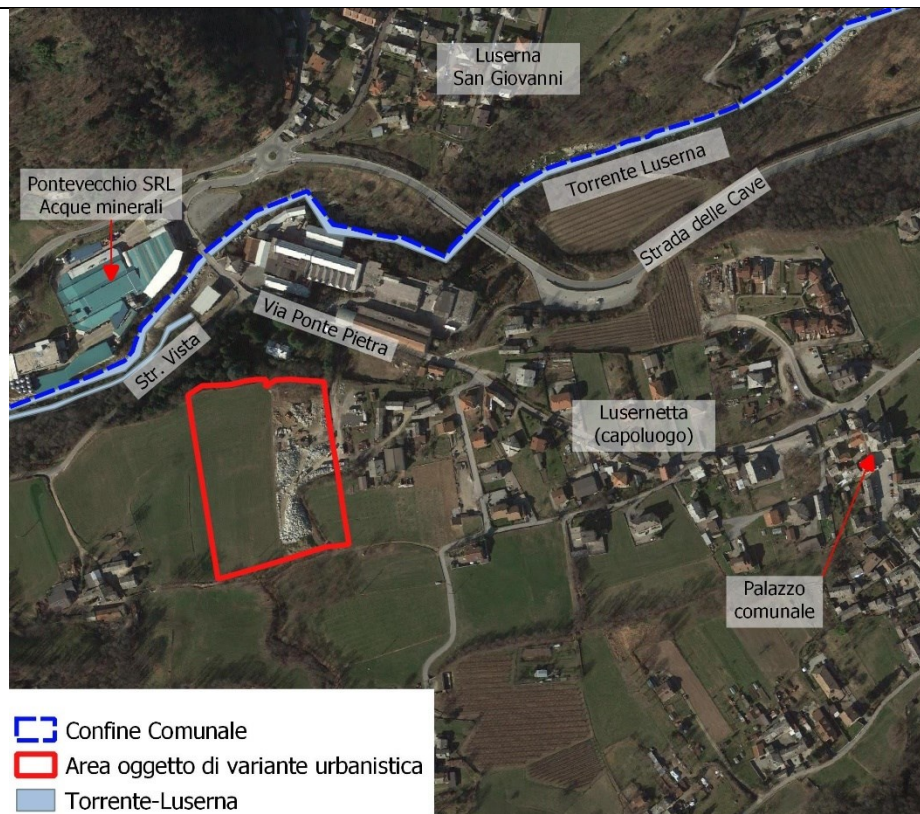 Luserna
San Giovanni
Pontevecchio SRL
Acque minerali
Torrente Luserna
Strada delle Cave
Via Ponte Pietra
Str. Vista
Lusernetta
(capoluogo)
Palazzo
comunale
Confine Comunale
Area oggetto di variante urbanistica
Torrente-Luserna